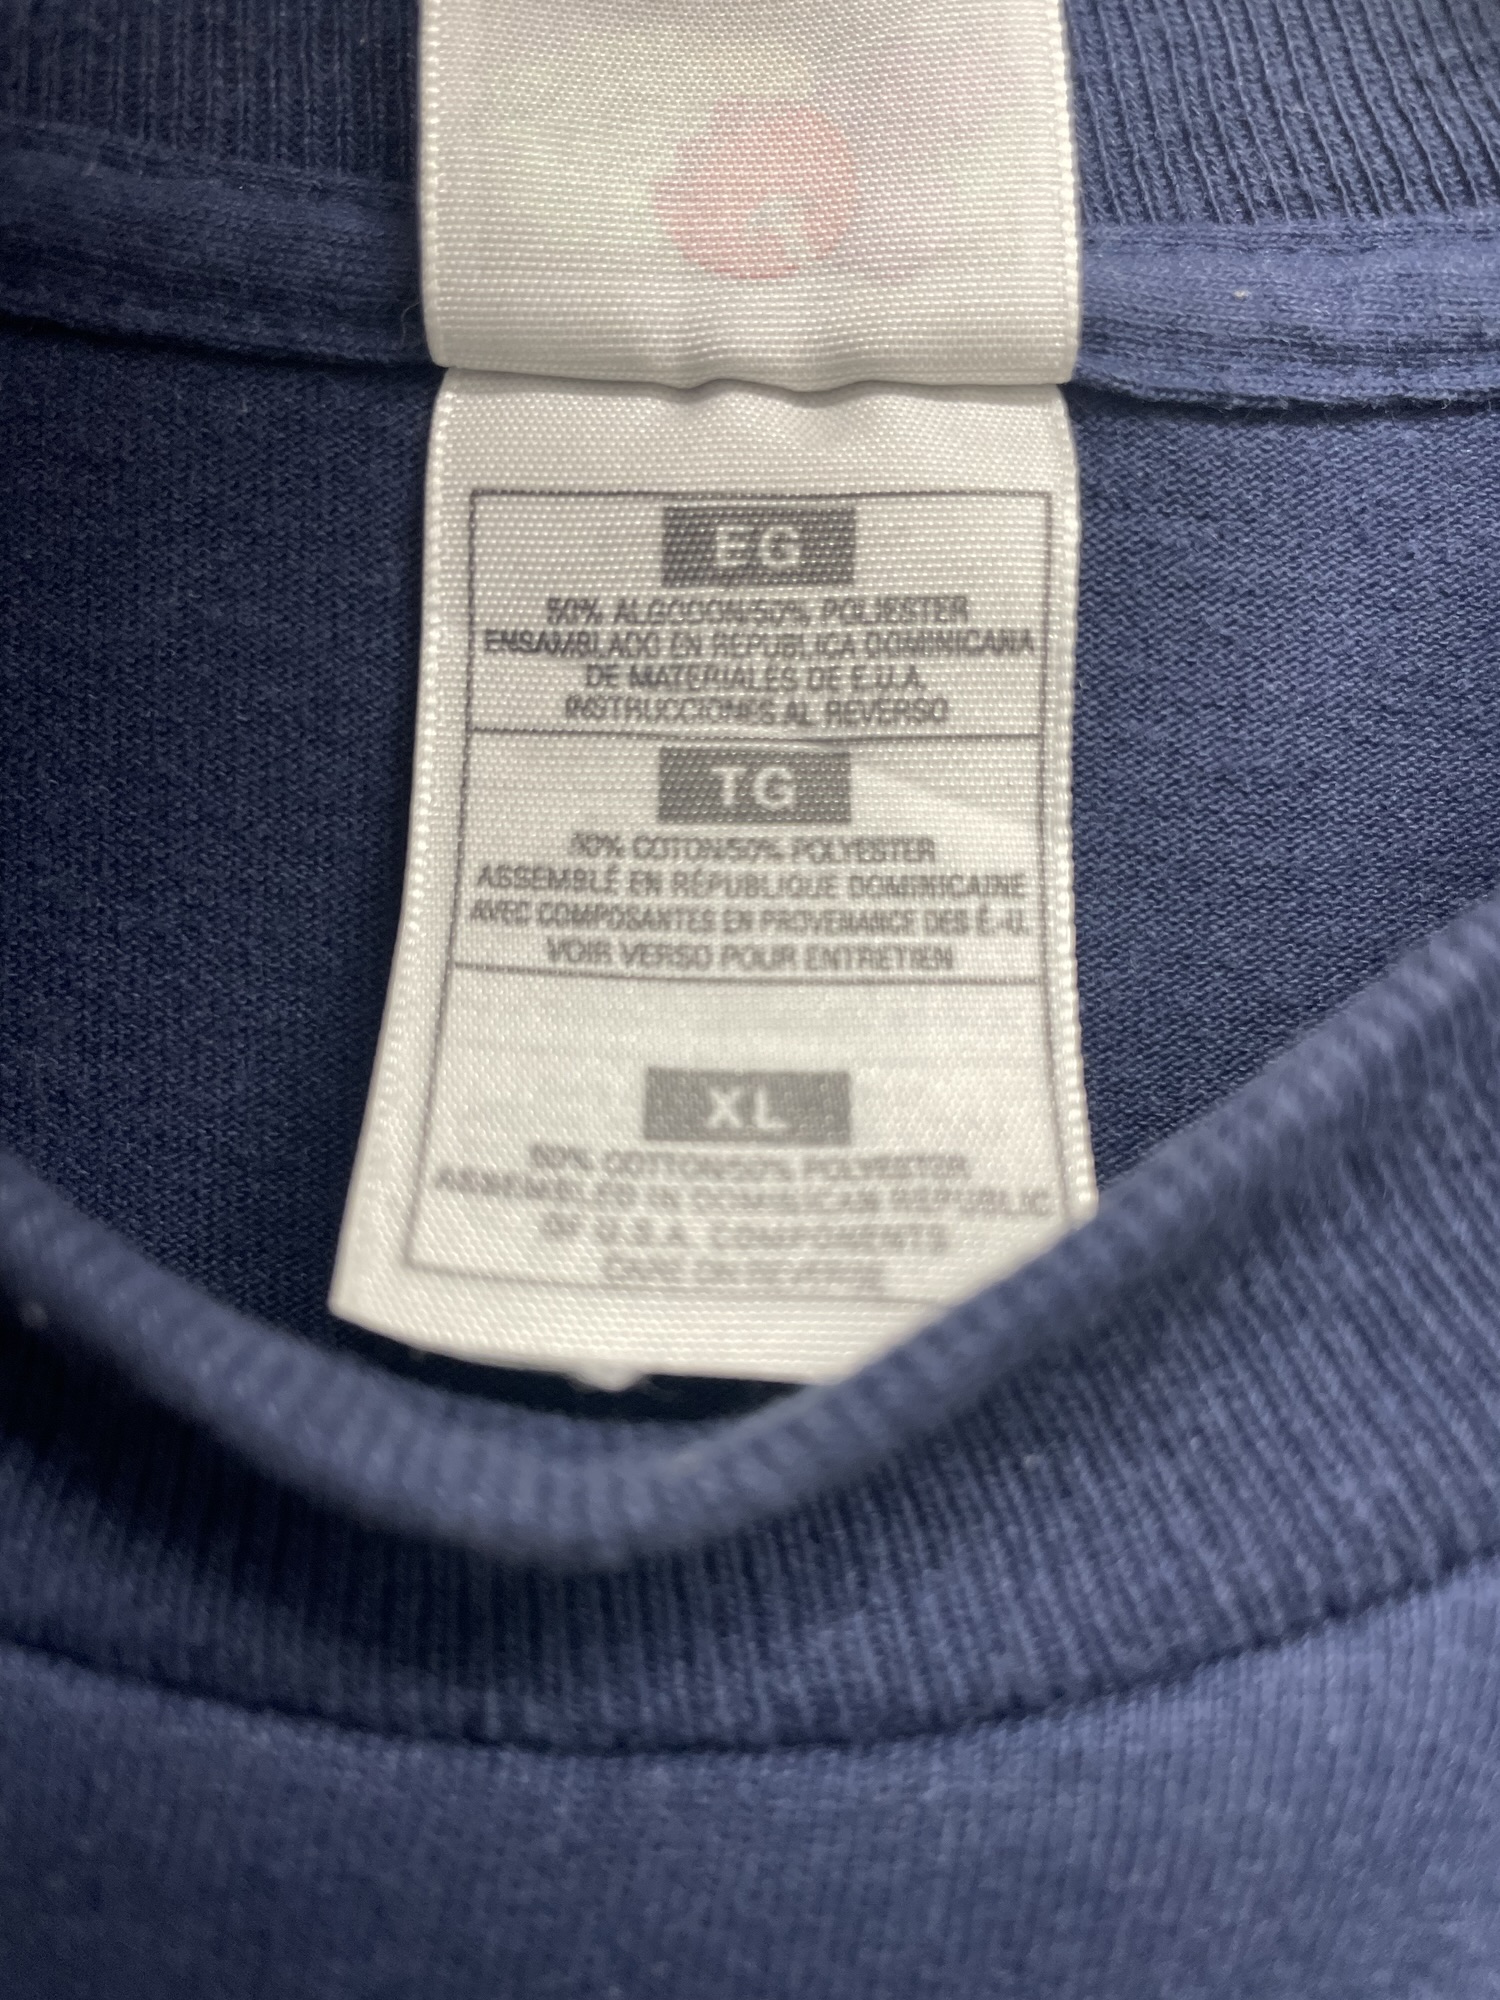 EG
50% ALGODON/50% POLIESTER
ENSAMBLADO EN REPUBLICA DOMINICANA
DE MATERIALES DE E.U.A.
INSTRUCCIONES AL REVERSO
TG
50% COTON/50% POLYESTER
ASSEMBLÉ EN RÉPUBLIQUE DOMINICAINE
AVEC COMPOSANTES EN PROVENANCE DES É.-U.
VOIR VERSO POUR ENTRETIEN
XL
50% COTTON/50% POLYESTER
ASSEMBLED IN DOMINICAN REPUBLIC
OF U.S.A. COMPONENTS
CARE ON REVERSE